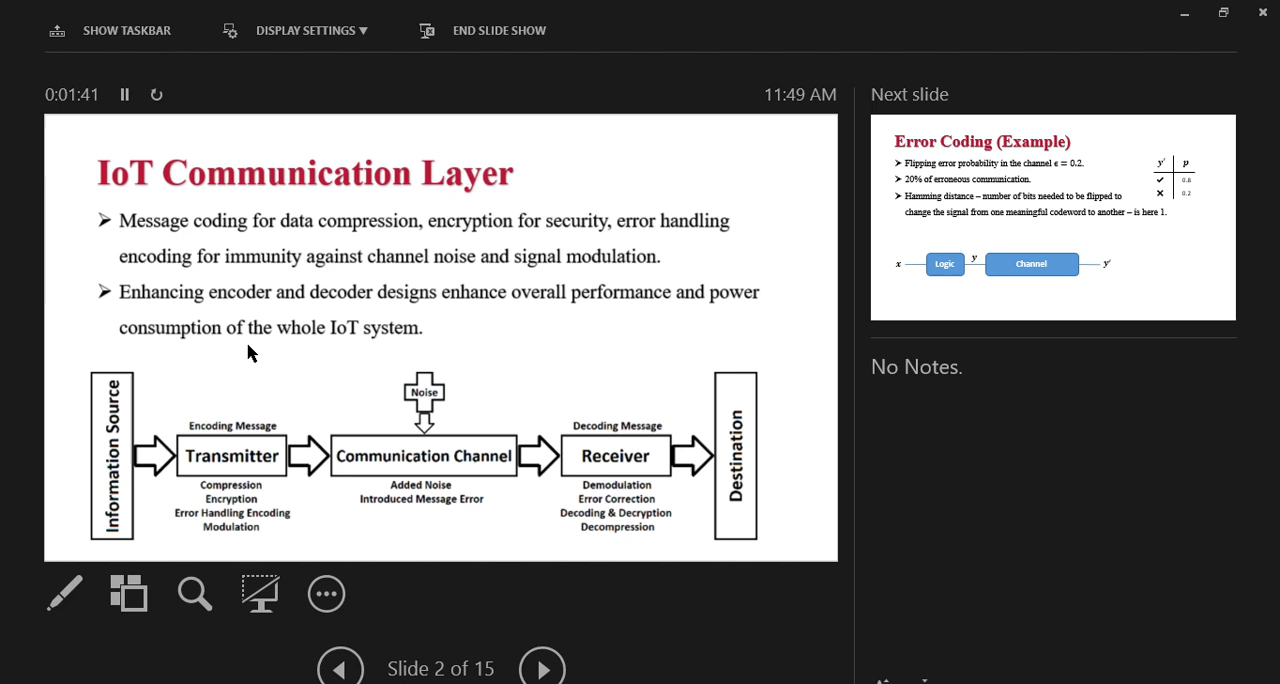 SHOW TASKBAR
DISPLAY SETTINGS ▼
END SLIDE SHOW
0:01:41
11:49 AM
IoT Communication Layer
➢ Message coding for data compression, encryption for security, error handling
encoding for immunity against channel noise and signal modulation.
➢ Enhancing encoder and decoder designs enhance overall performance and power
consumption of the whole IoT system.
Information Source
Encoding Message
Transmitter
Compression
Encryption
Error Handling Encoding
Modulation
Noise
Communication Channel
Added Noise
Introduced Message Error
Decoding Message
Receiver
Demodulation
Error Correction
Decoding & Decryption
Decompression
Destination
Slide 2 of 15
Next slide
Error Coding (Example)
➢ Flipping error probability in the channel ϵ = 0.2.
➢ 20% of erroneous communication.
➢ Hamming distance – number of bits needed to be flipped to
change the signal from one meaningful codeword to another – is here 1.
y' p
✓ 0.8
✕ 0.2
x
Logic
y
Channel
y'
No Notes.